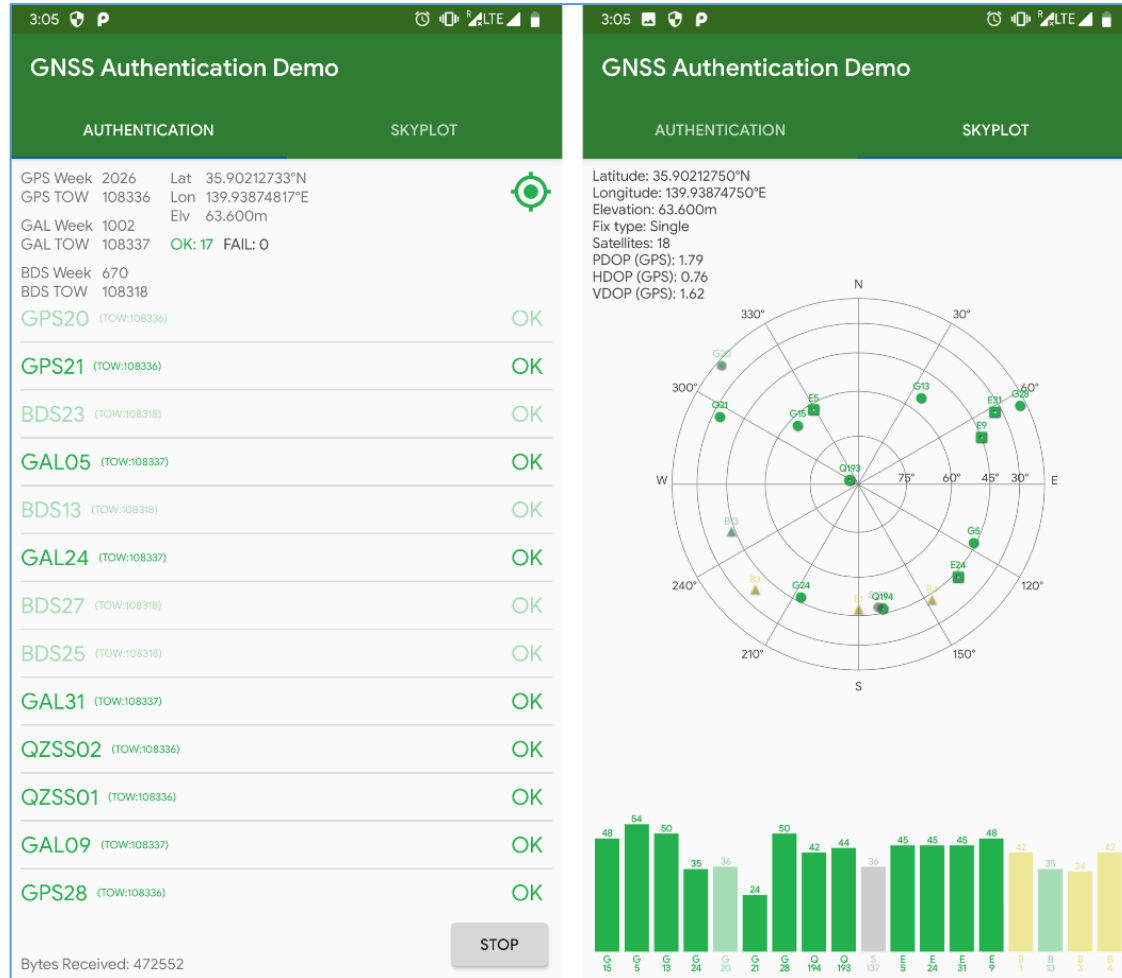 3:05 P R LTE
GNSS Authentication Demo
AUTHENTICATION SKYPLOT
GPS Week 2026 Lat 35.90212733°N
GPS TOW 108336 Lon 139.93874817°E
Elv 63.600m
GAL Week 1002
GAL TOW 108337 OK: 17 FAIL: 0
BDS Week 670
BDS TOW 108318
GPS20 (TOW:108336) OK
GPS21 (TOW:108336) OK
BDS23 (TOW:108318) OK
GAL05 (TOW:108337) OK
BDS13 (TOW:108318) OK
GAL24 (TOW:108337) OK
BDS27 (TOW:108318) OK
BDS25 (TOW:108318) OK
GAL31 (TOW:108337) OK
QZSS02 (TOW:108336) OK
QZSS01 (TOW:108336) OK
GAL09 (TOW:108337) OK
GPS28 (TOW:108336) OK
STOP
Bytes Received: 472552
3:05 P R LTE
GNSS Authentication Demo
AUTHENTICATION SKYPLOT
Latitude: 35.90212750°N
Longitude: 139.93874750°E
Elevation: 63.600m
Fix type: Single
Satellites: 18
PDOP (GPS): 1.79
HDOP (GPS): 0.76
VDOP (GPS): 1.62
N
330° 30°
G20
300° G21 G15 E5 G13 E31 G28 60°
E9
Q193
W 75° 60° 45° 30° E
B13 G5
E24
240° B3 G24 B1 Q194 B4 120°
210° 150°
S
48 54 50 35 36 24 50 42 44 36 45 45 45 48 42 35 34 42
G G G G G G G Q Q S E E E E B B B B
15 5 13 24 20 21 28 194 193 137 5 24 31 9 1 13 3 4